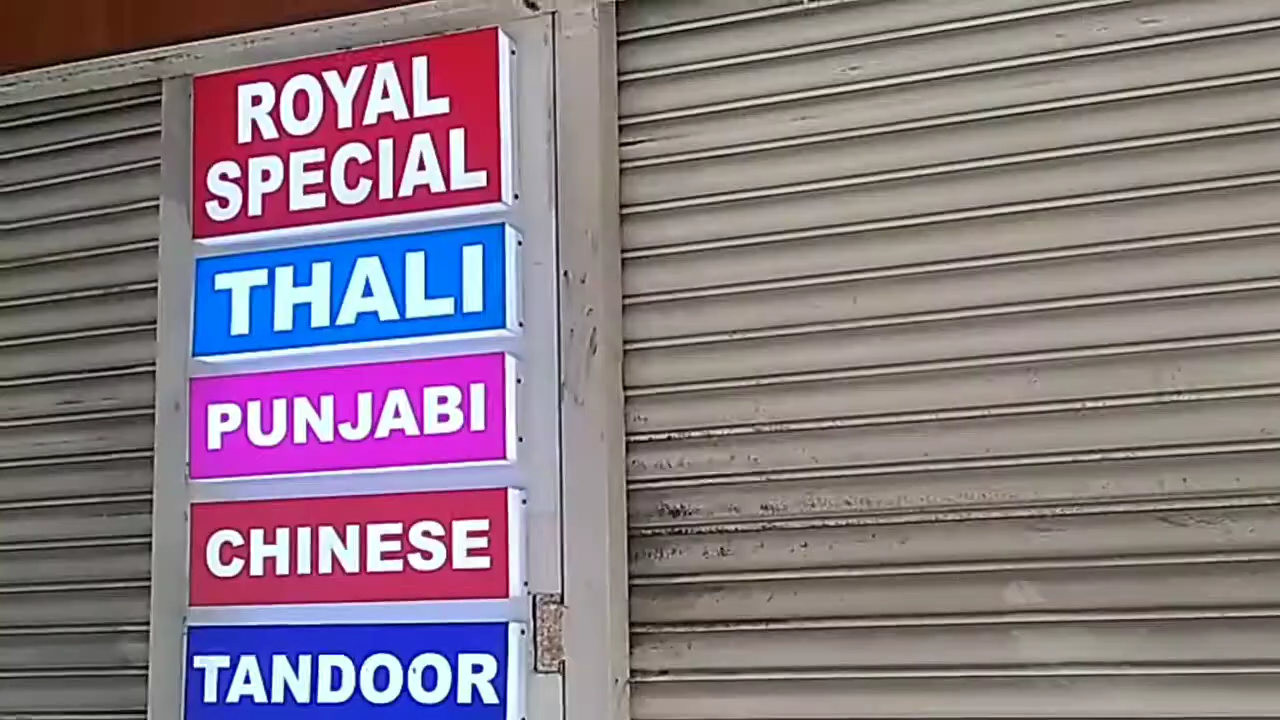 ROYAL
SPECIAL
THALI
PUNJABI
CHINESE
TANDOOR